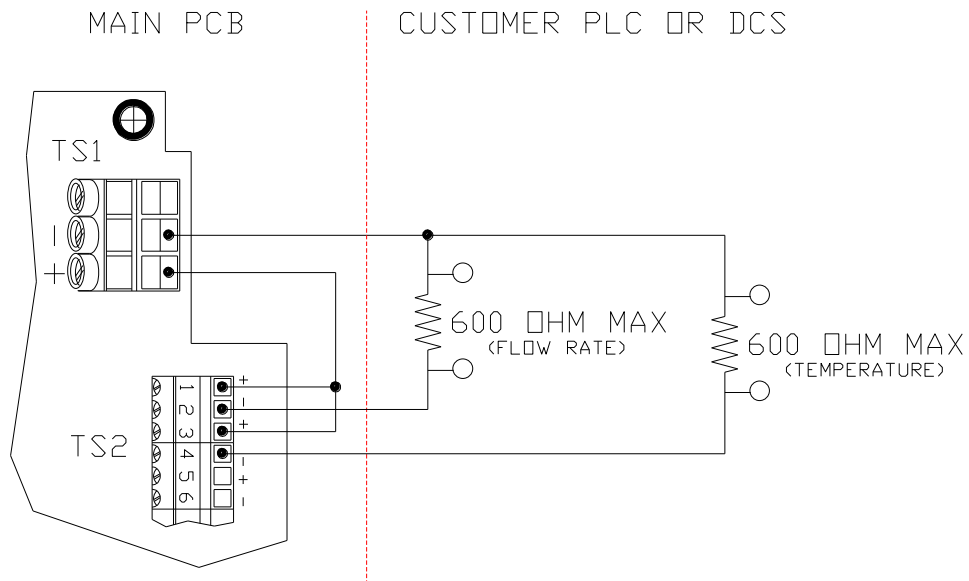 MAIN PCB
CUSTOMER PLC OR DCS
TS1
-
+
600 OHM MAX
(FLOW RATE)
600 OHM MAX
(TEMPERATURE)
TS2
1 +
2 -
3 +
4 -
5 +
6 -